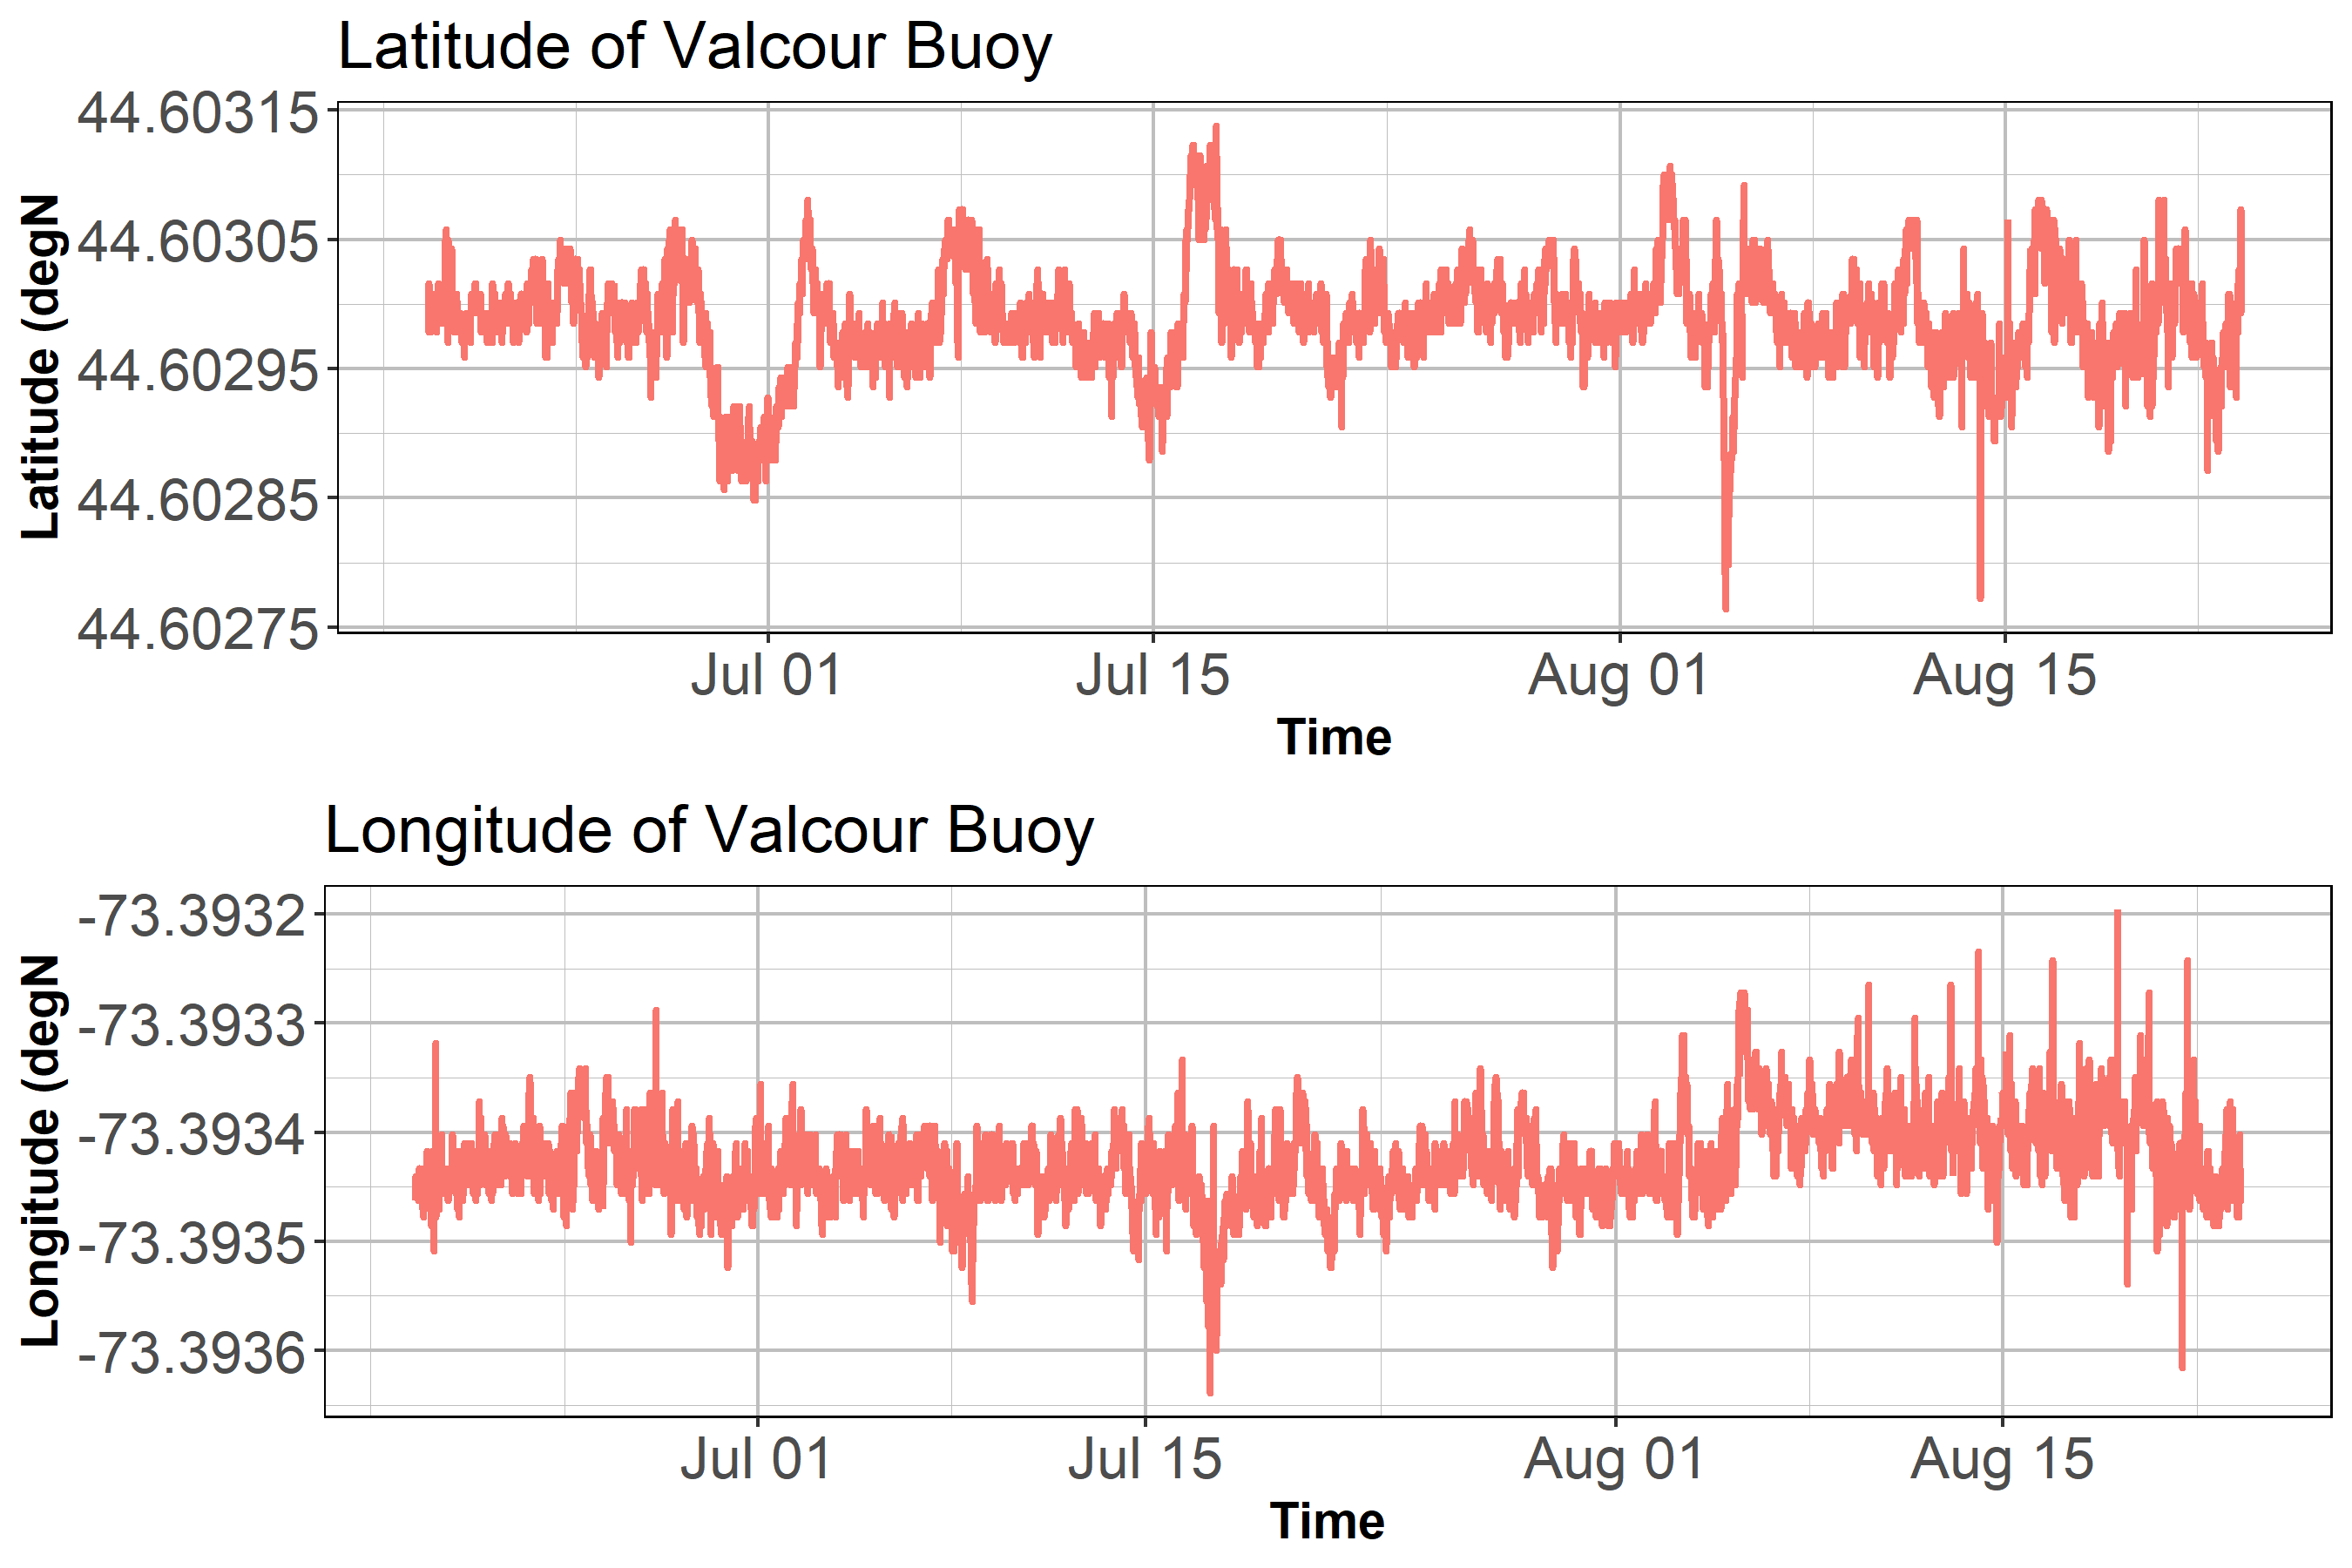 Latitude of Valcour Buoy
Latitude (degN
44.60315
44.60305
44.60295
44.60285
44.60275
Jul 01 Jul 15 Aug 01 Aug 15
Time
Longitude of Valcour Buoy
Longitude (degN
-73.3932
-73.3933
-73.3934
-73.3935
-73.3936
Jul 01 Jul 15 Aug 01 Aug 15
Time